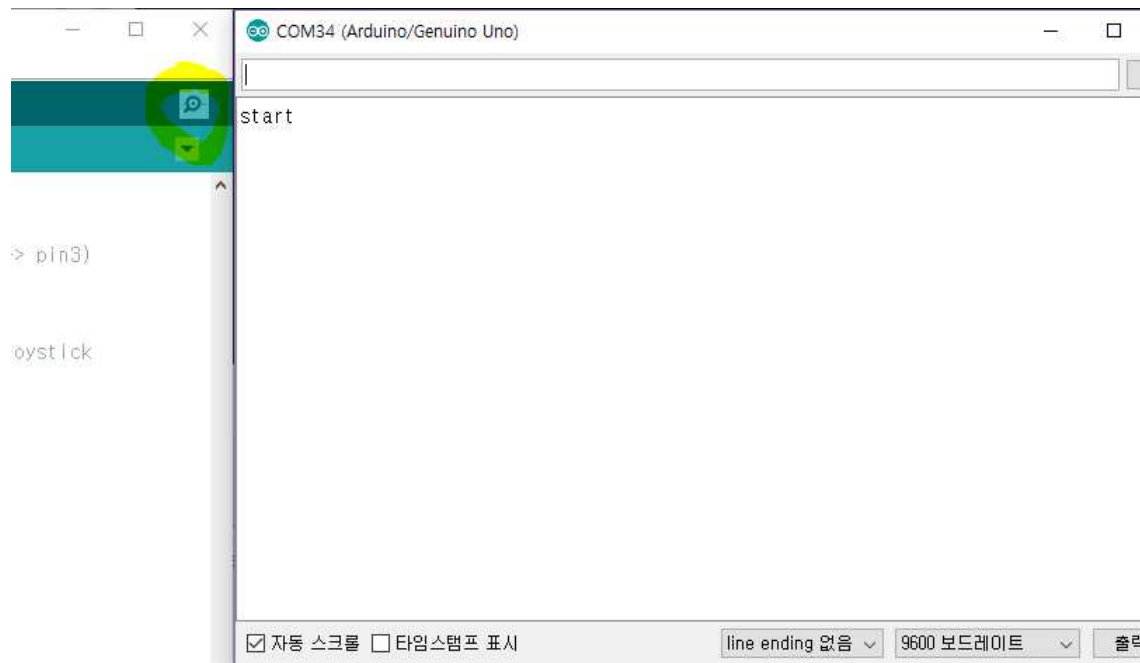 COM34 (Arduino/Genuino Uno)
start
> pin3)
oystick
자동 스크롤 타임스탬프 표시 line ending 없음 9600 보드레이트